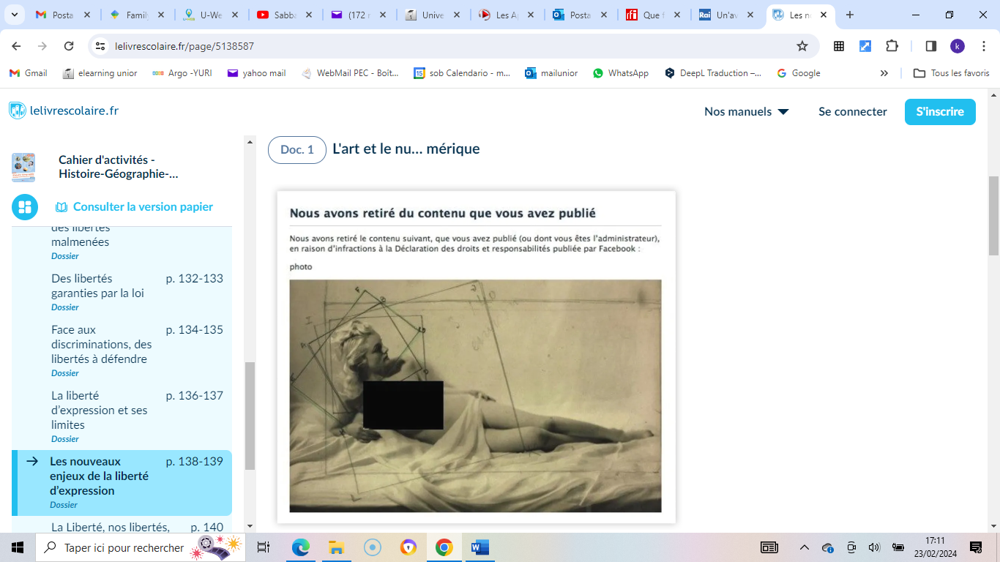 Posta
Family
U-We
Sabba
(172 r
Unive
Les A
Posta
Que f
Un'av
Les no
lelivrescolaire.fr/page/5138587
Gmail
elearning unior
Argo -YURI
yahoo mail
WebMail PEC - Boît...
sob Calendario - m...
mailunior
WhatsApp
DeepL Traduction –...
Google
Tous les favoris
lelivrescolaire.fr
Nos manuels
Se connecter
S'inscrire
Cahier d'activités -
Histoire-Géographie-...
Consulter la version papier
des libertés
malmenées
Dossier
Des libertés p. 132-133
garanties par la loi
Dossier
Face aux p. 134-135
discriminations, des
libertés à défendre
Dossier
La liberté p. 136-137
d'expression et ses
limites
Dossier
Les nouveaux p. 138-139
enjeux de la liberté
d'expression
Dossier
La Liberté, nos libertés, p. 140
Doc. 1 L'art et le nu... mérique
Nous avons retiré du contenu que vous avez publié
Nous avons retiré le contenu suivant, que vous avez publié (ou dont vous êtes l'administrateur),
en raison d'infractions à la Déclaration des droits et responsabilités publiée par Facebook :
photo
Taper ici pour rechercher
17:11
23/02/2024